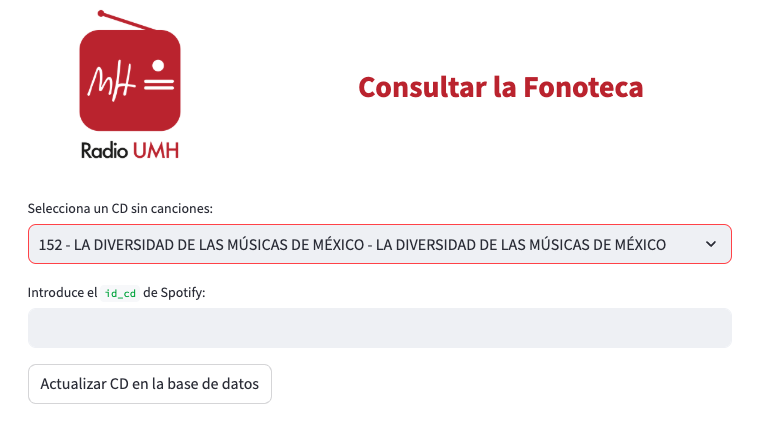 MH
Radio UMH
Consultar la Fonoteca
Selecciona un CD sin canciones:
152 - LA DIVERSIDAD DE LAS MÚSICAS DE MÉXICO - LA DIVERSIDAD DE LAS MÚSICAS DE MÉXICO
Introduce el id_cd de Spotify:
Actualizar CD en la base de datos